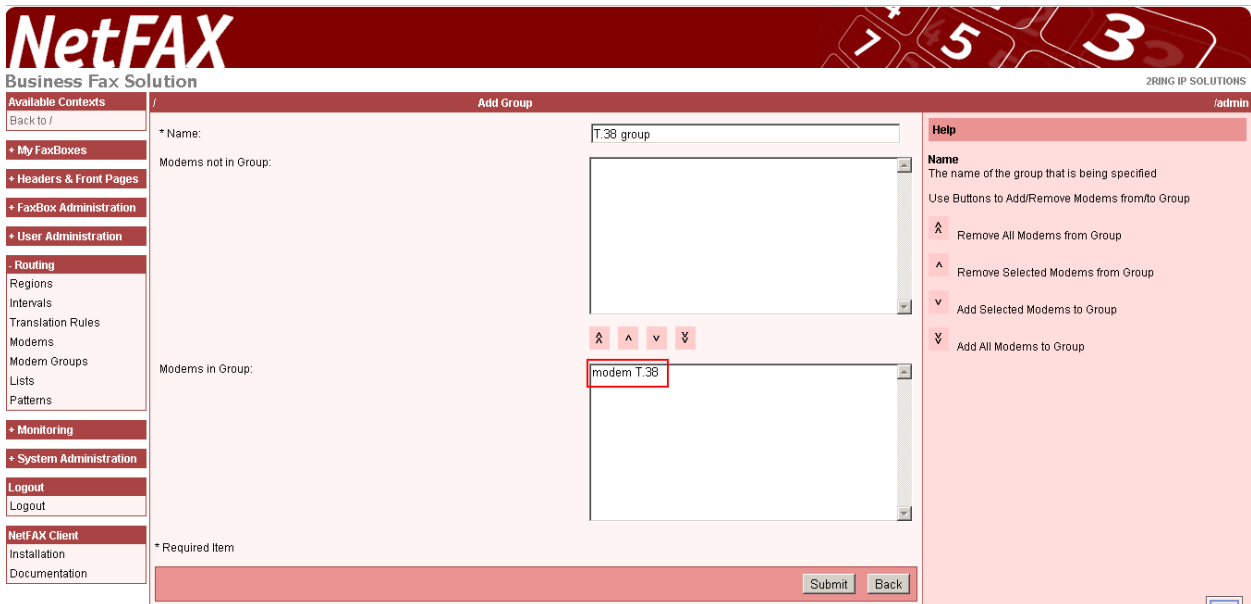 NetFAX
7 5 3
Business Fax Solution
2RING IP SOLUTIONS
Available Contexts
Back to /
+ My FaxBoxes
+ Headers & Front Pages
+ FaxBox Administration
+ User Administration
- Routing
Regions
Intervals
Translation Rules
Modems
Modem Groups
Lists
Patterns
+ Monitoring
+ System Administration
Logout
Logout
NetFAX Client
Installation
Documentation
/ Add Group /admin
* Name: T.38 group
Modems not in Group:
Modems in Group:
modem T.38
* Required Item
Submit Back
Help
Name
The name of the group that is being specified
Use Buttons to Add/Remove Modems from/to Group
Remove All Modems from Group
Remove Selected Modems from Group
Add Selected Modems to Group
Add All Modems to Group